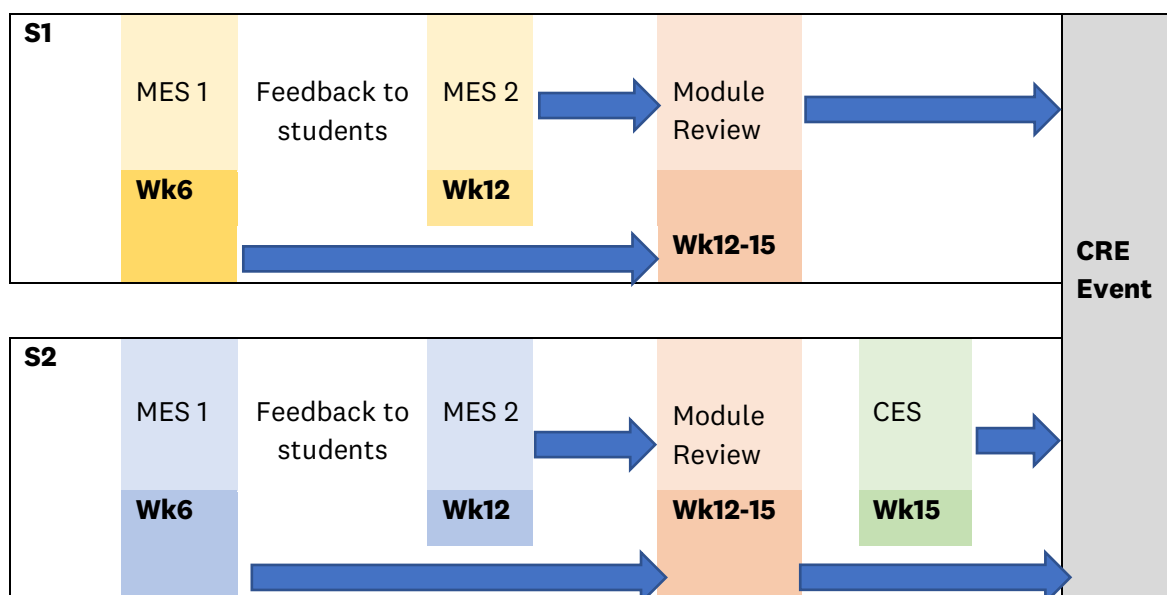 S1
MES 1
Feedback to
students
MES 2
Module
Review
Wk6
Wk12
Wk12-15
CRE
Event
S2
MES 1
Feedback to
students
MES 2
Module
Review
CES
Wk6
Wk12
Wk12-15
Wk15